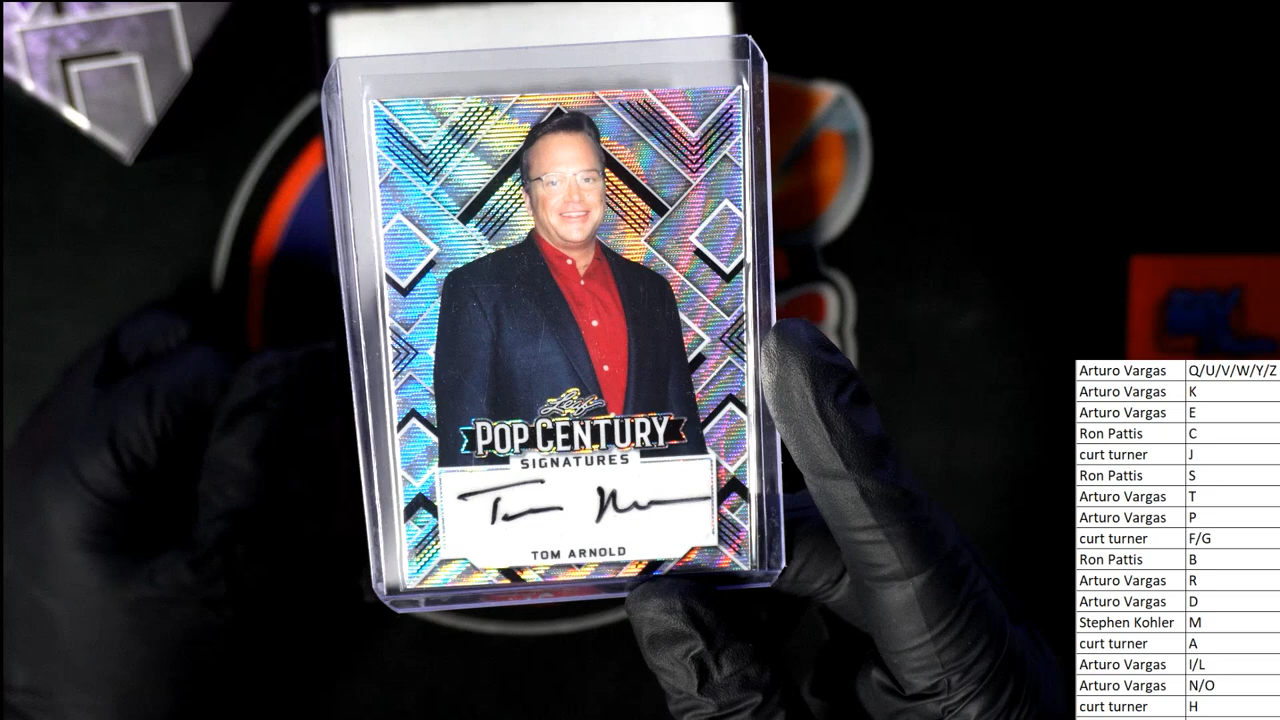 Leaf
POP CENTURY
SIGNATURES
Tom Arnold
TOM ARNOLD
Arturo Vargas Q/U/V/W/Y/Z
Arturo Vargas K
Arturo Vargas E
Ron Pattis C
curt turner J
Ron Pattis S
Arturo Vargas T
Arturo Vargas P
curt turner F/G
Ron Pattis B
Arturo Vargas R
Arturo Vargas D
Stephen Kohler M
curt turner A
Arturo Vargas I/L
Arturo Vargas N/O
curt turner H